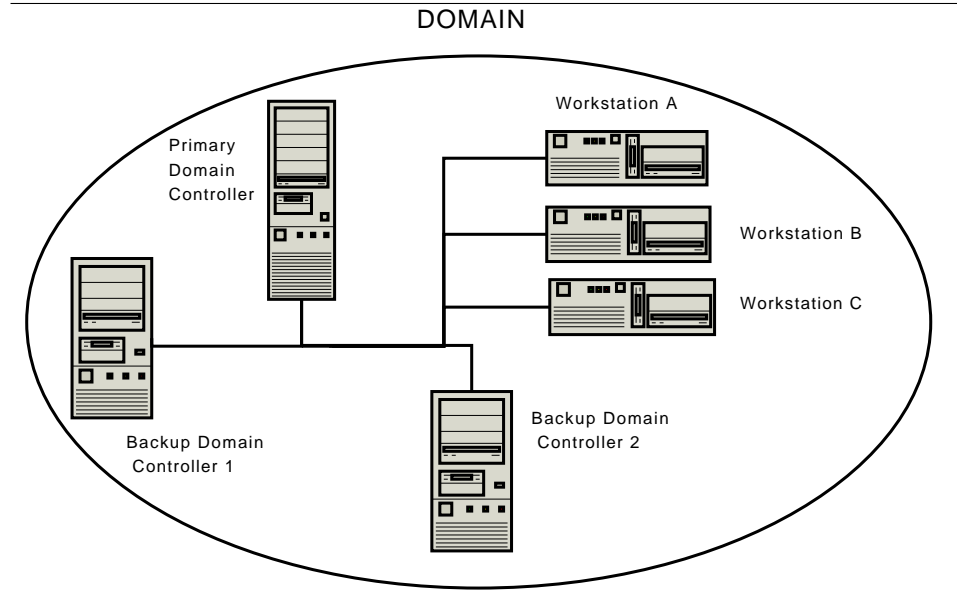 DOMAIN
Workstation A
Primary
Domain
Controller
Workstation B
Workstation C
Backup Domain
Controller 2
Backup Domain
Controller 1